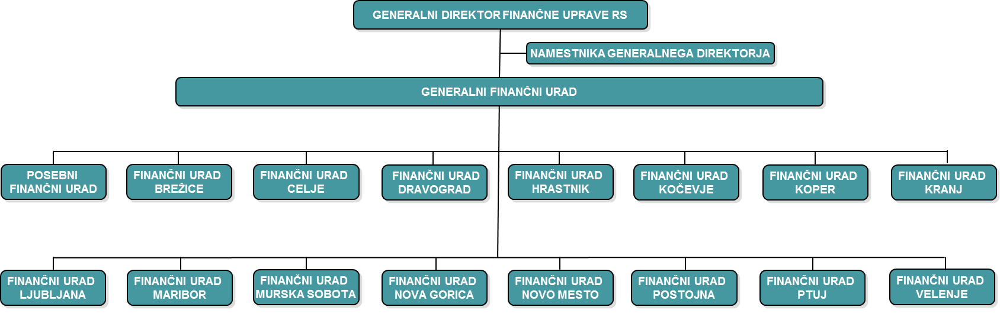 GENERALNI DIREKTOR FINANČNE UPRAVE RS
NAMESTNIKA GENERALNEGA DIREKTORJA
GENERALNI FINANČNI URAD
POSEBNI
FINANČNI URAD
FINANČNI URAD
BREŽICE
FINANČNI URAD
CELJE
FINANČNI URAD
DRAVOGRAD
FINANČNI URAD
HRASTNIK
FINANČNI URAD
KOČEVJE
FINANČNI URAD
KOPER
FINANČNI URAD
KRANJ
FINANČNI URAD
LJUBLJANA
FINANČNI URAD
MARIBOR
FINANČNI URAD
MURSKA SOBOTA
FINANČNI URAD
NOVA GORICA
FINANČNI URAD
NOVO MESTO
FINANČNI URAD
POSTOJNA
FINANČNI URAD
PTUJ
FINANČNI URAD
VELENJE